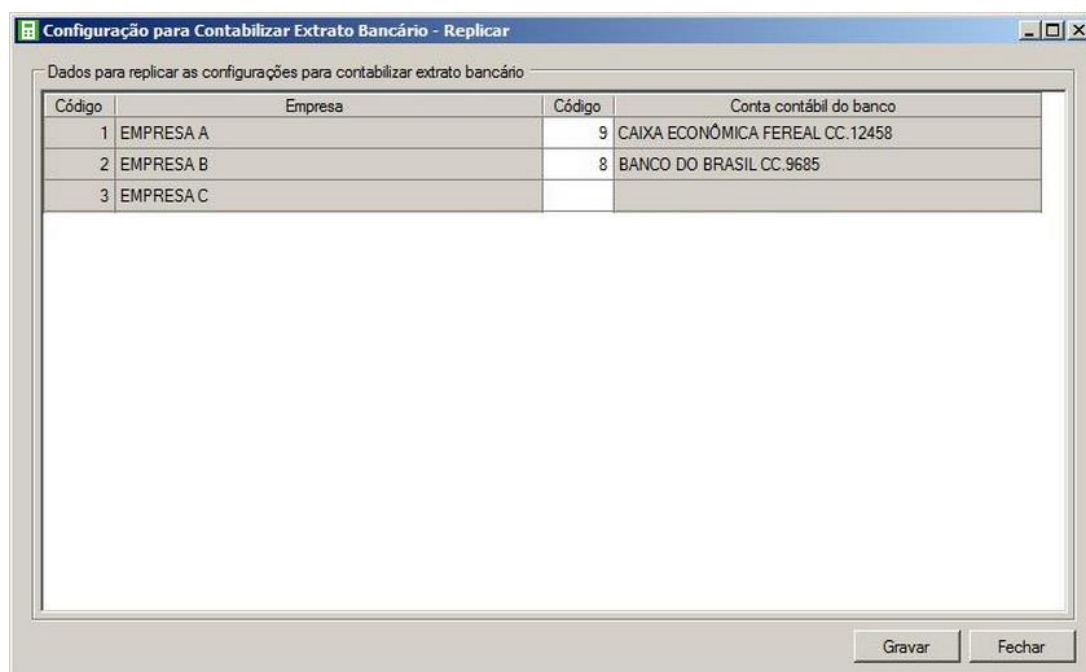 Configuração para Contabilizar Extrato Bancário - Replicar
Dados para replicar as configurações para contabilizar extrato bancário
Código Empresa Código Conta contábil do banco
1 EMPRESA A 9 CAIXA ECONÔMICA FEREAL CC.12458
2 EMPRESA B 8 BANCO DO BRASIL CC.9685
3 EMPRESA C
Gravar Fechar